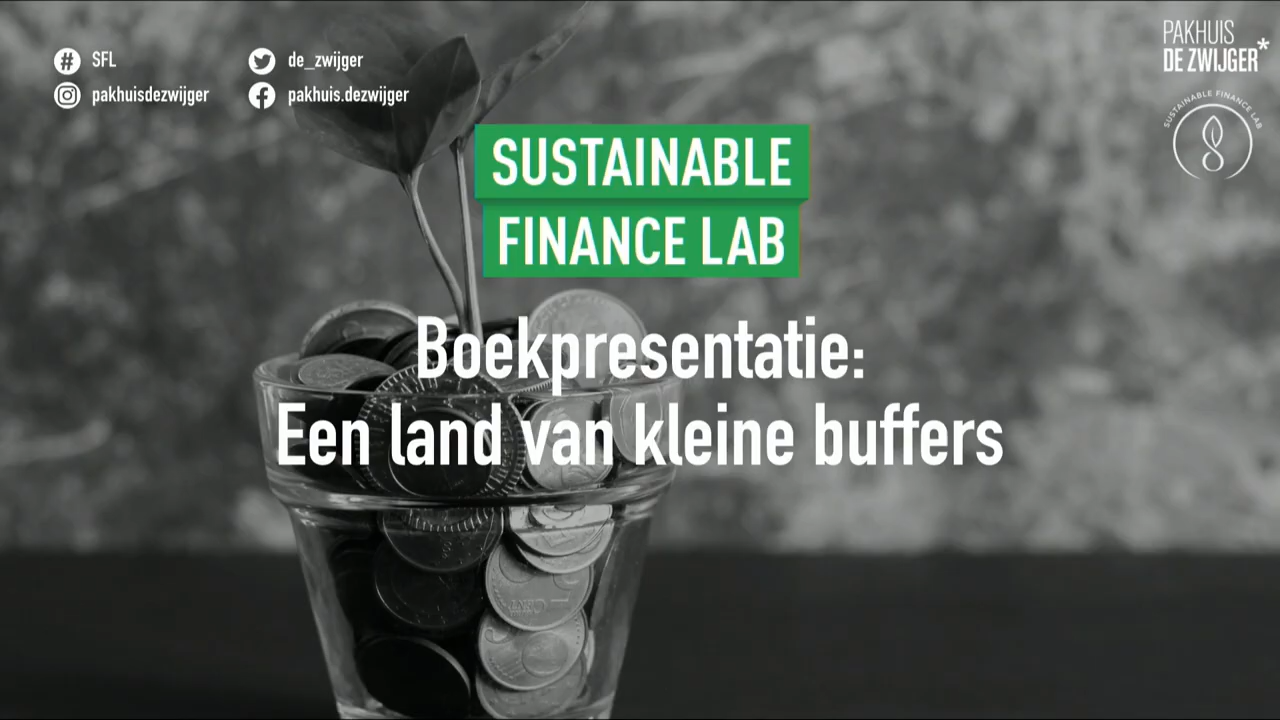 SFL
de_zwijger
pakhuisdezwijger
pakhuis.dezwijger
PAKHUIS
DE ZWIJGER*
SUSTAINABLE FINANCE LAB
SUSTAINABLE
FINANCE LAB
Boekpresentatie:
Een land van kleine buffers